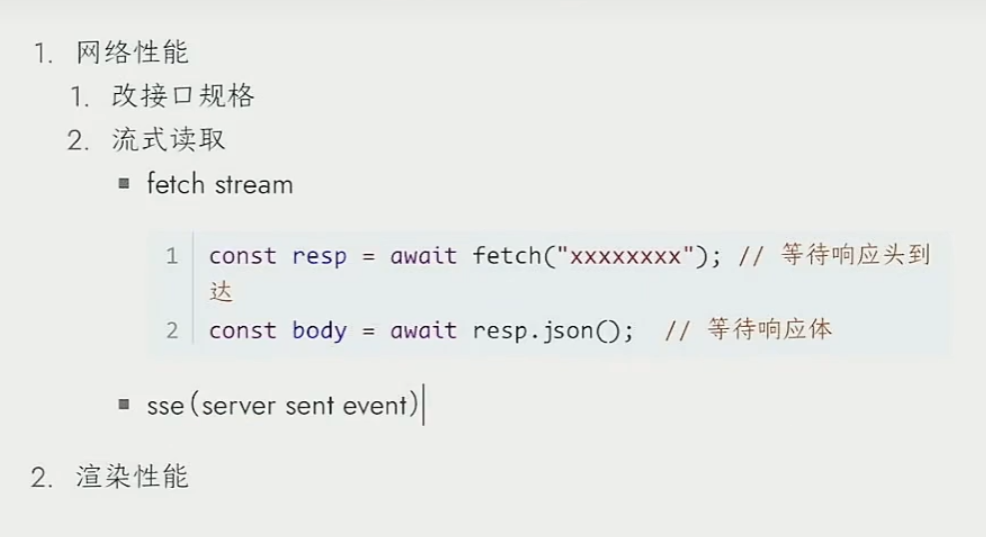 1. 网络性能
1. 改接口规格
2. 流式读取
▪ fetch stream
1 const resp = await fetch("xxxxxxxx"); // 等待响应头到
达
2 const body = await resp.json();  // 等待响应体
▪ sse(server sent event)
2. 渲染性能